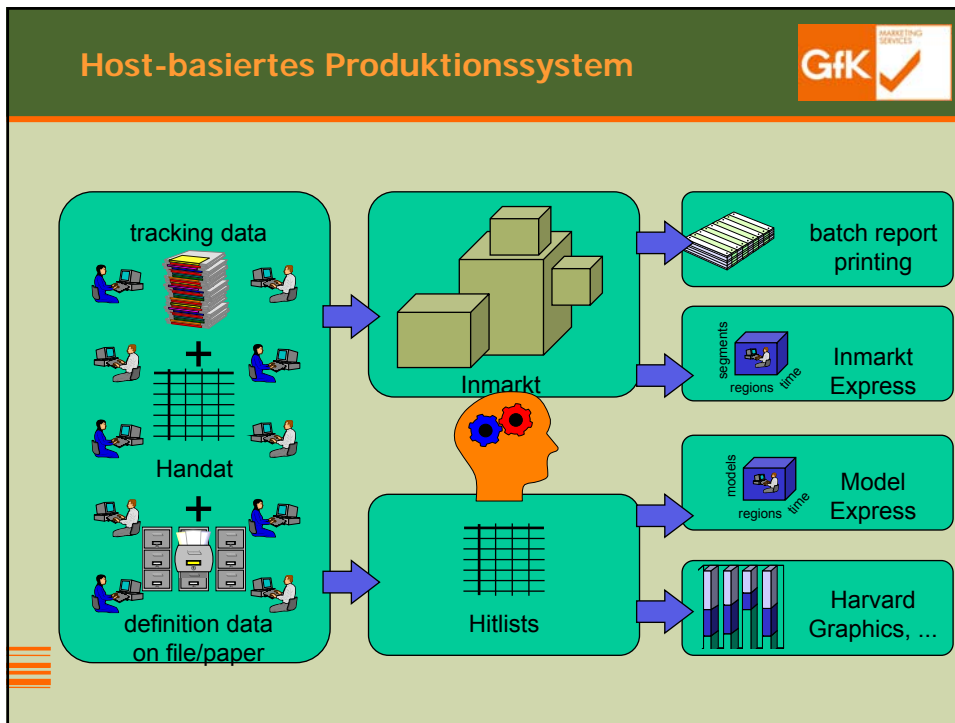 Host-basiertes Produktionssystem
GfK
MARKETING
SERVICES
tracking data
Handat
definition data
on file/paper
Inmarkt
Hitlists
batch report
printing
segments
regions
time
Inmarkt
Express
models
regions
time
Model
Express
Harvard
Graphics, ...